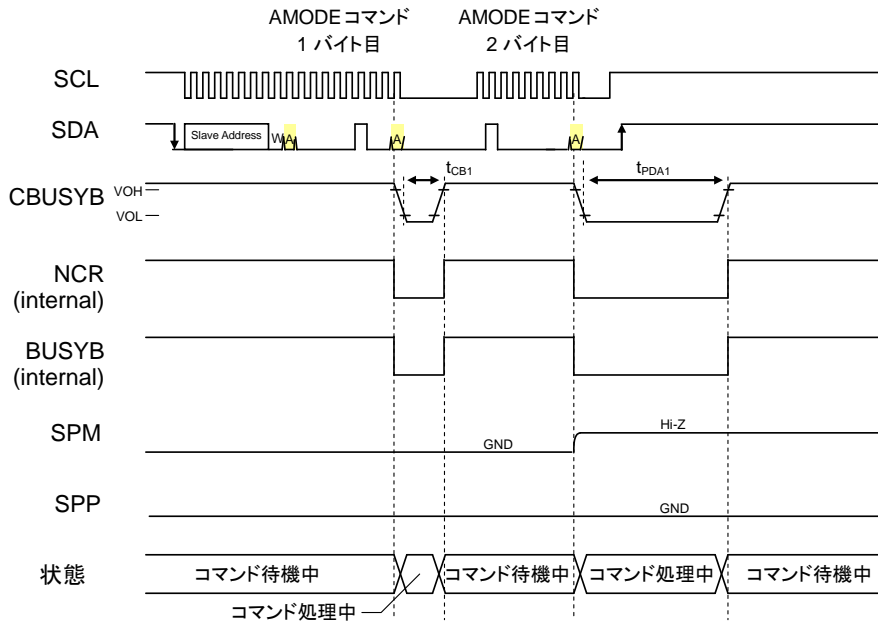 AMODEコマンド
1 バイト目
AMODEコマンド
2 バイト目
SCL
SDA
Slave Address
W
A
A
A
CBUSYB
VOH
VOL
tCB1
tPDA1
NCR
(internal)
BUSYB
(internal)
SPM
GND
Hi-Z
SPP
GND
状態
コマンド待機中
コマンド待機中
コマンド処理中
コマンド待機中
コマンド処理中